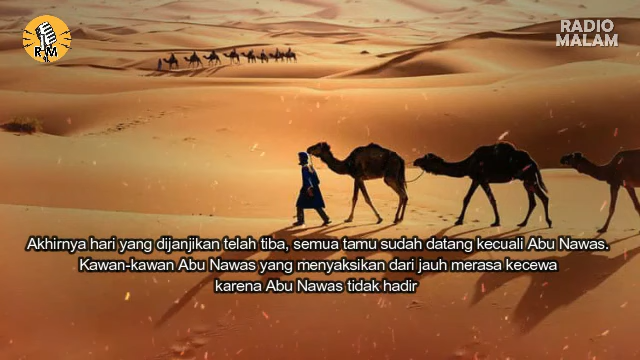 RM
RADIO
MALAM
Akhirnya hari yang dijanjikan telah tiba, semua tamu sudah datang kecuali Abu Nawas.
Kawan-kawan Abu Nawas yang menyaksikan dari jauh merasa kecewa
karena Abu Nawas tidak hadir